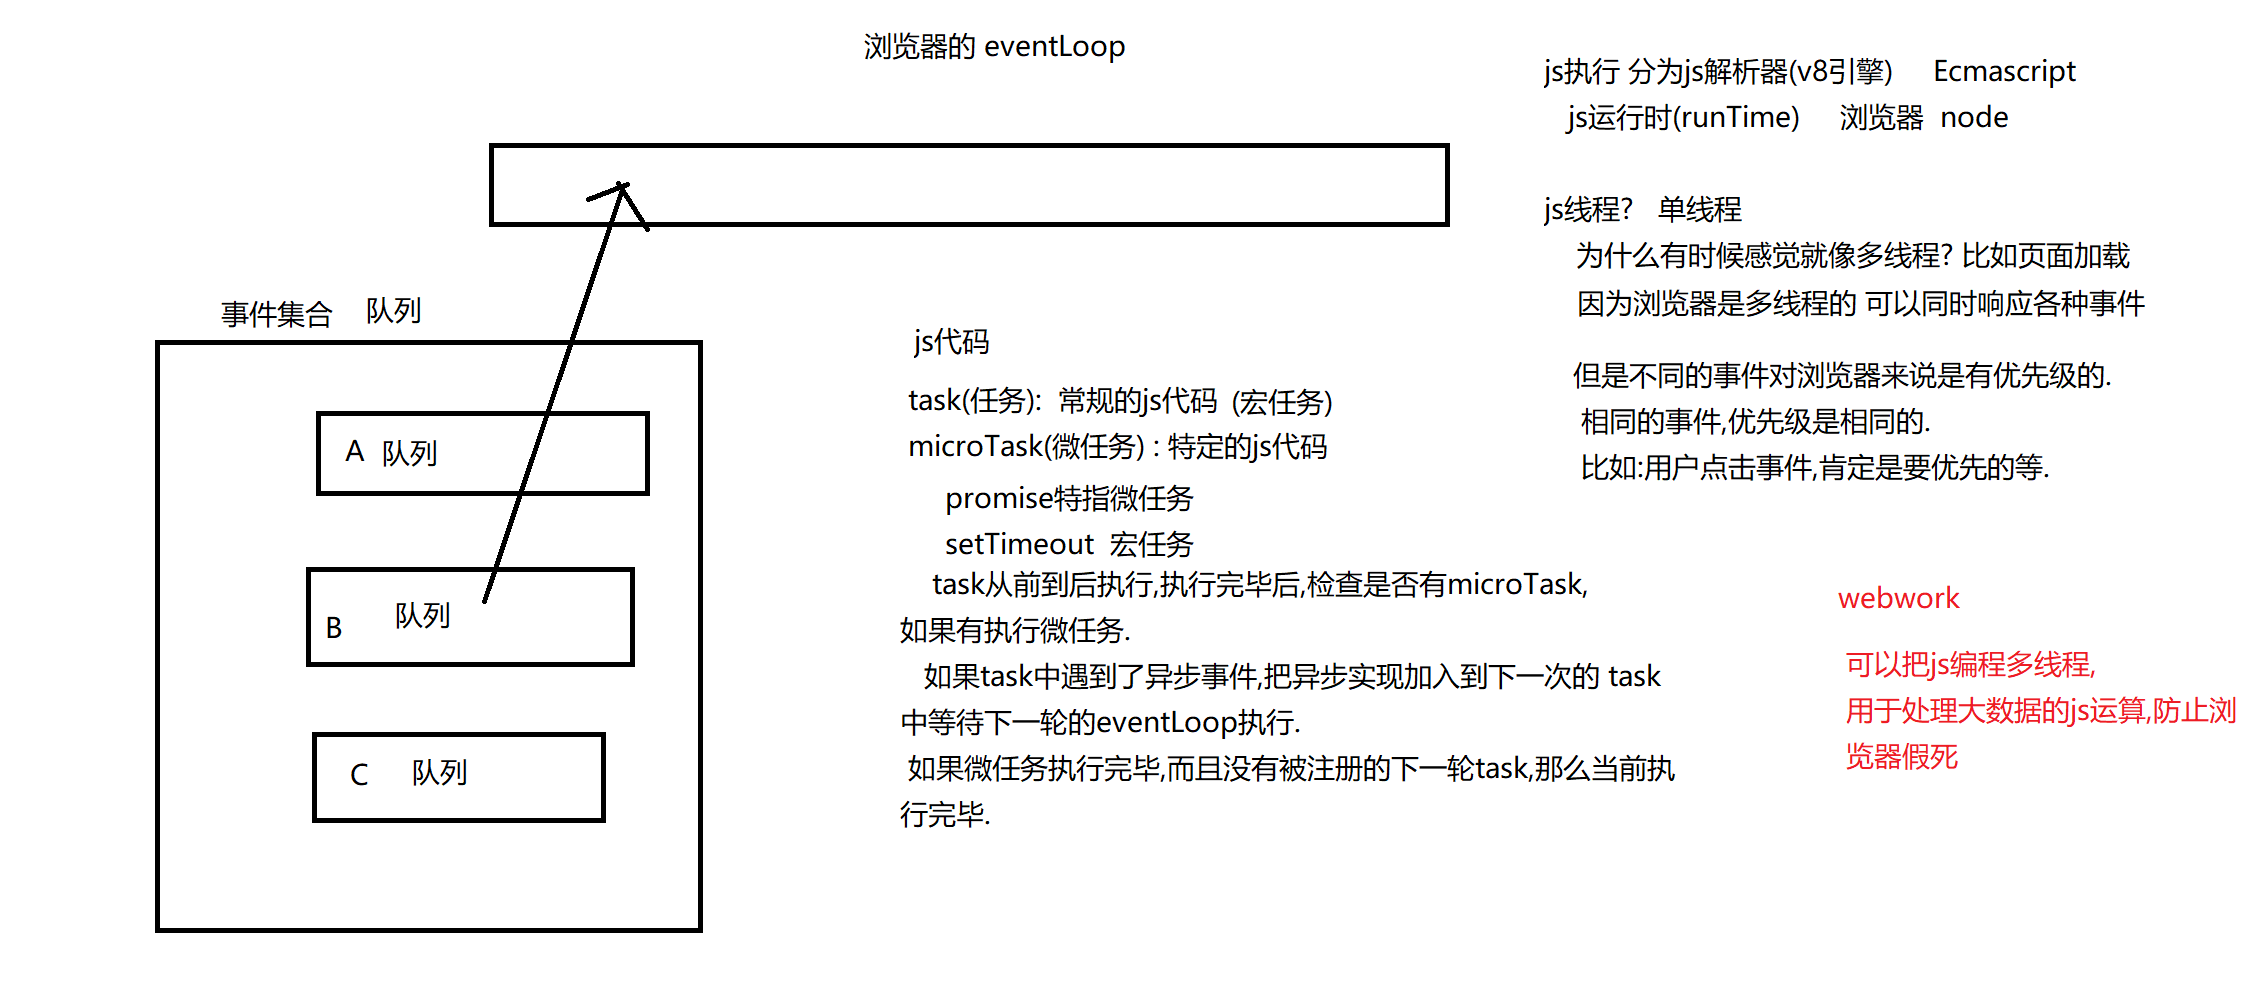 浏览器的 eventLoop
js执行 分为js解析器(v8引擎) Ecmascript
js运行时(runTime) 浏览器 node
js线程? 单线程
为什么有时候感觉就像多线程? 比如页面加载
因为浏览器是多线程的 可以同时响应各种事件
但是不同的事件对浏览器来说是有优先级的.
相同的事件,优先级是相同的.
比如:用户点击事件,肯定是要优先的等.
事件集合 队列
A 队列
B 队列
C 队列
js代码
task(任务): 常规的js代码 (宏任务)
microTask(微任务) : 特定的js代码
promise特指微任务
setTimeout 宏任务
task从前到后执行,执行完毕后,检查是否有microTask,
如果有执行微任务.
如果task中遇到了异步事件,把异步实现加入到下一次的 task
中等待下一轮的eventLoop执行.
如果微任务执行完毕,而且没有被注册的下一轮task,那么当前执
行完毕.
webwork
可以把js编程多线程,
用于处理大数据的js运算,防止浏
览器假死